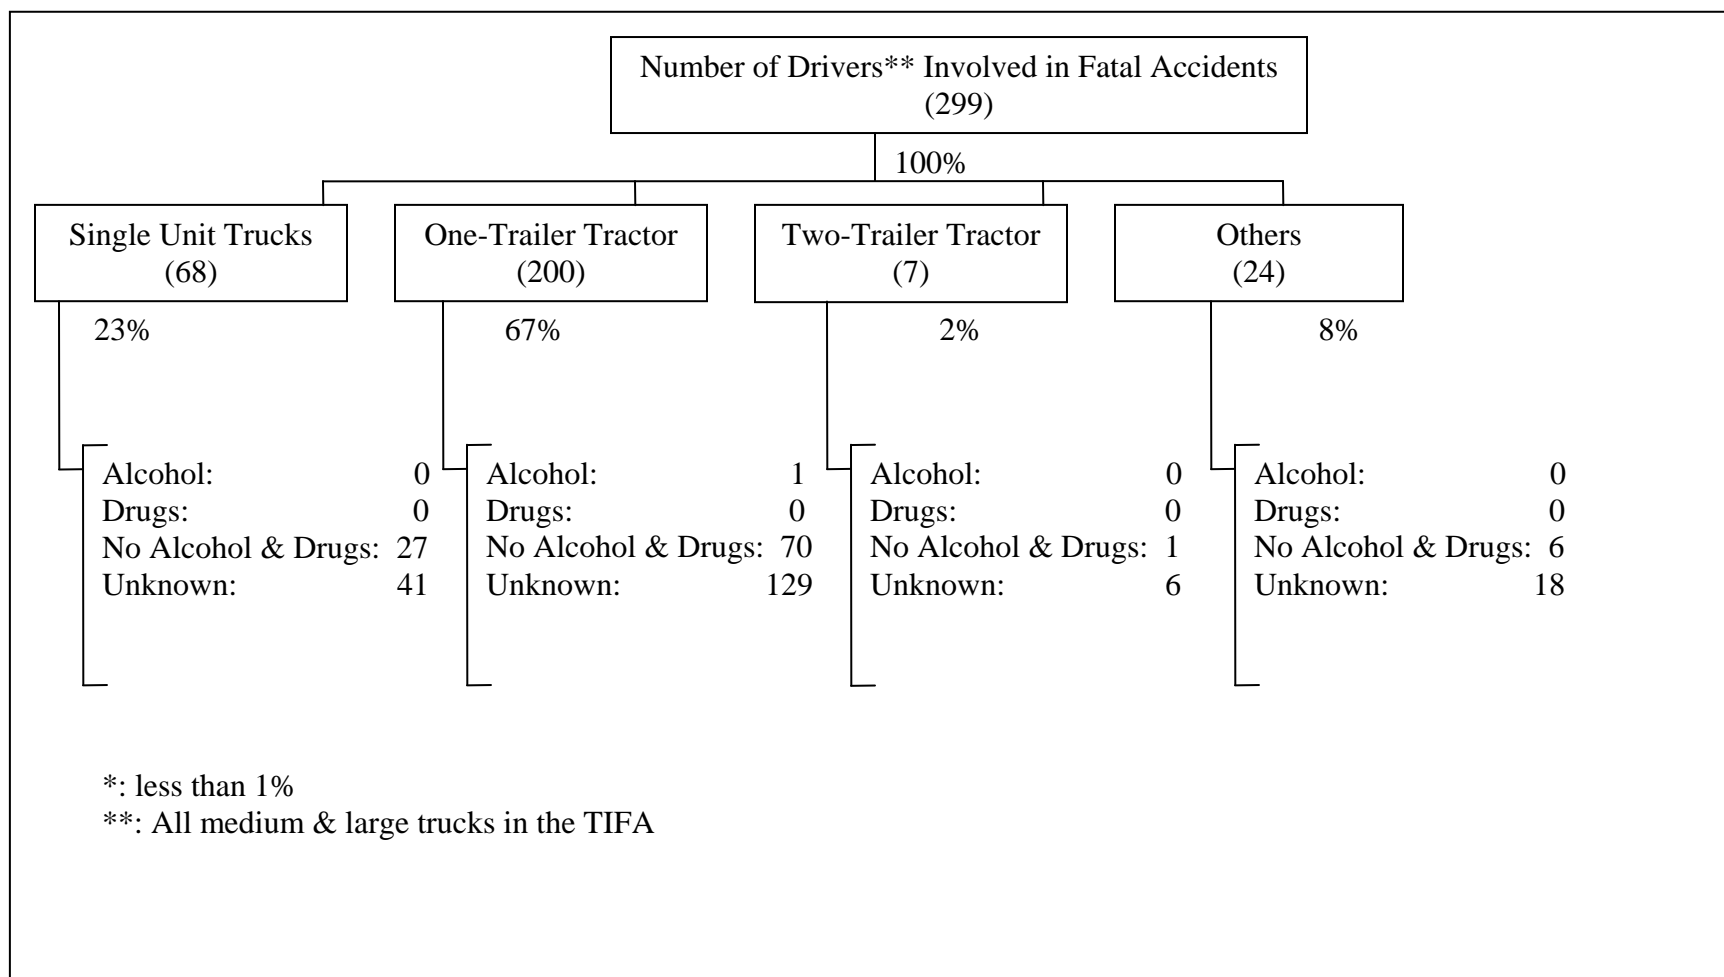 Number of Drivers** Involved in Fatal Accidents
(299)
100%
Single Unit Trucks
(68)
23%
One-Trailer Tractor
(200)
67%
Two-Trailer Tractor
(7)
2%
Others
(24)
8%
Alcohol: 0
Drugs: 0
No Alcohol & Drugs: 27
Unknown: 41
Alcohol: 1
Drugs: 0
No Alcohol & Drugs: 70
Unknown: 129
Alcohol: 0
Drugs: 0
No Alcohol & Drugs: 1
Unknown: 6
Alcohol: 0
Drugs: 0
No Alcohol & Drugs: 6
Unknown: 18
*: less than 1%
**: All medium & large trucks in the TIFA